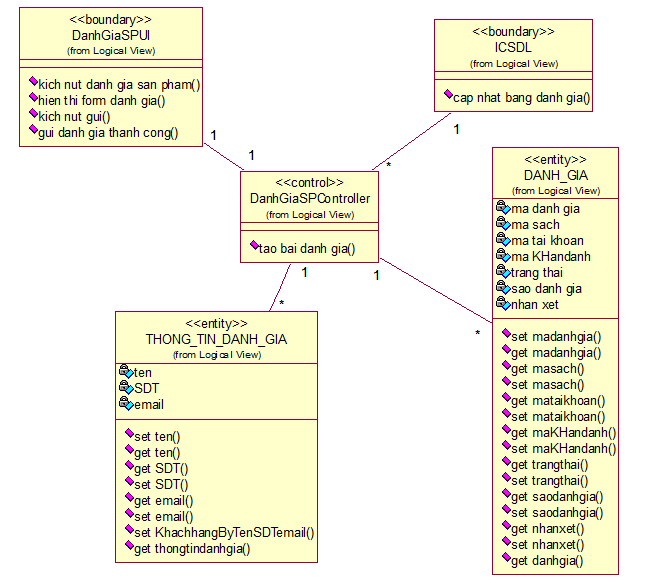 <<boundary>>
DanhGiaSPUI
(from Logical View)
kich nut danh gia san pham()
hien thi form danh gia()
kich nut gui()
gui danh gia thanh cong()
<<boundary>>
ICSDL
(from Logical View)
cap nhat bang danh gia()
1
1
1
*
<<control>>
DanhGiaSPController
(from Logical View)
tao bai danh gia()
1
*
1
*
<<entity>>
DANH_GIA
(from Logical View)
ma danh gia
ma sach
ma tai khoan
ma KHandanh
trang thai
sao danh gia
nhan xet
set madanhgia()
get madanhgia()
get masach()
set masach()
get mataikhoan()
set mataikhoan()
get maKHandanh()
set maKHandanh()
get trangthai()
set trangthai()
get saodanhgia()
set saodanhgia()
get nhanxet()
set nhanxet()
get danhgia()
<<entity>>
THONG_TIN_DANH_GIA
(from Logical View)
ten
SDT
email
set ten()
get ten()
get SDT()
set SDT()
get email()
set email()
set KhachhangByTenSDTemail()
get thongtindanhgia()